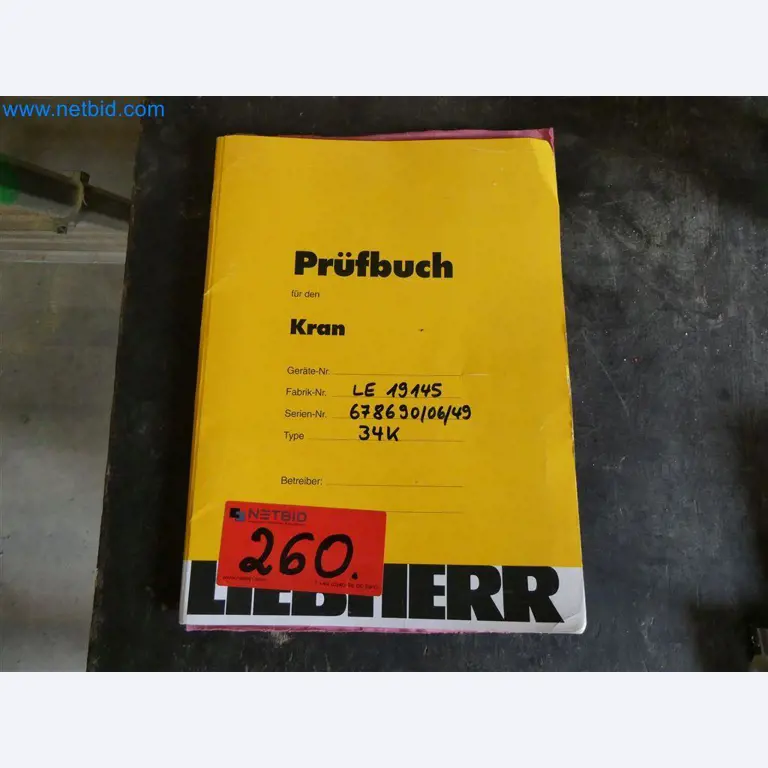 www.netbid.com
Prüfbuch
für den
Kran
Geräte-Nr.
Fabrik-Nr. LE 19145
Serien-Nr. 678690/06/49
Type 34K
Betreiber:
NETBID
260.
LIEBHERR